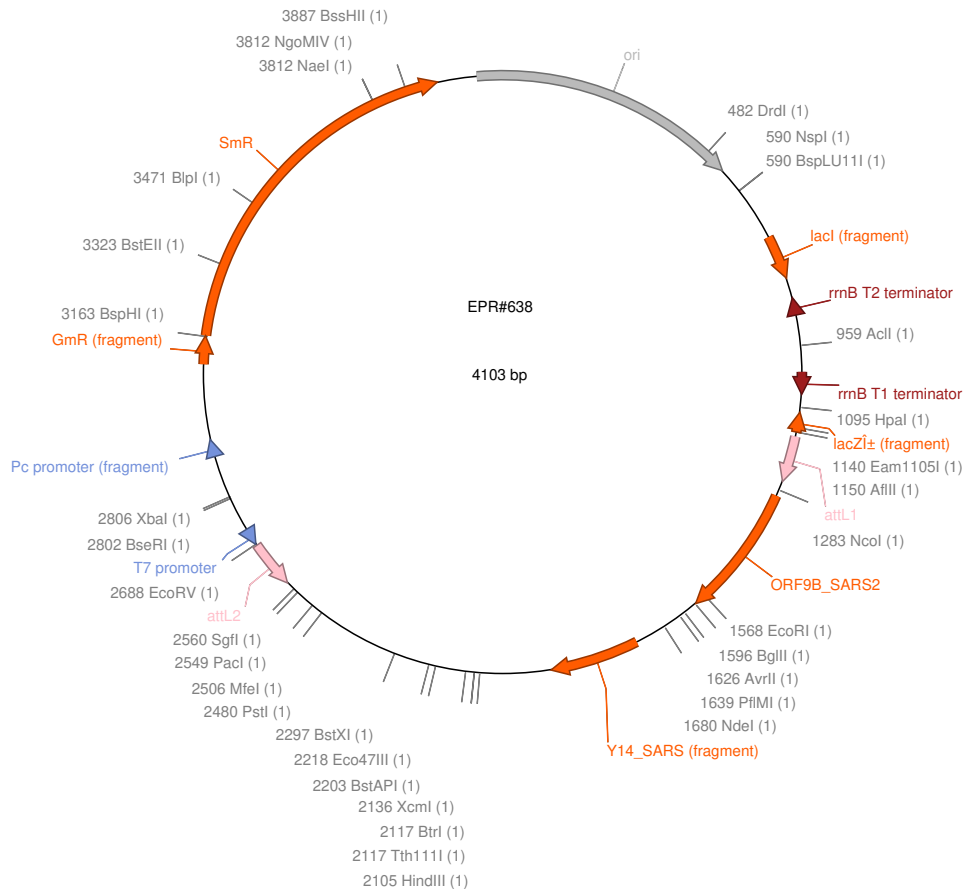 3887 BssHII (1)
3812 NgoMIV (1)
3812 NaeI (1)
ori
482 DrdI (1)
590 NspI (1)
590 BspLU11I (1)
SmR
3471 BlpI (1)
lacI (fragment)
3323 BstEII (1)
rrnB T2 terminator
EPR#638
3163 BspHI (1)
959 AclI (1)
GmR (fragment)
4103 bp
rrnB T1 terminator
1095 HpaI (1)
lacZÎ± (fragment)
Pc promoter (fragment)
1140 Eam1105I (1)
1150 AflII (1)
attL1
2806 XbaI (1)
1283 NcoI (1)
2802 BseRI (1)
T7 promoter
ORF9B_SARS2
2688 EcoRV (1)
attL2
1568 EcoRI (1)
2560 SgfI (1)
1596 BglII (1)
2549 PacI (1)
1626 AvrII (1)
2506 MfeI (1)
1639 PflMI (1)
2480 PstI (1)
1680 NdeI (1)
2297 BstXI (1)
Y14_SARS (fragment)
2218 Eco47III (1)
2203 BstAPI (1)
2136 XcmI (1)
2117 BtrI (1)
2117 Tth111I (1)
2105 HindIII (1)